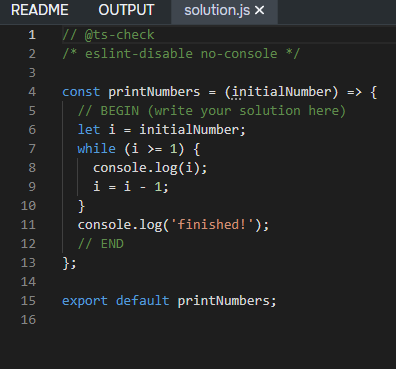 README OUTPUT solution.js ×
1 // @ts-check
2 /* eslint-disable no-console */
3
4 const printNumbers = (initialNumber) => {
5   // BEGIN (write your solution here)
6   let i = initialNumber;
7   while (i >= 1) {
8     console.log(i);
9     i = i - 1;
10   }
11   console.log('finished!');
12   // END
13 };
14
15 export default printNumbers;
16